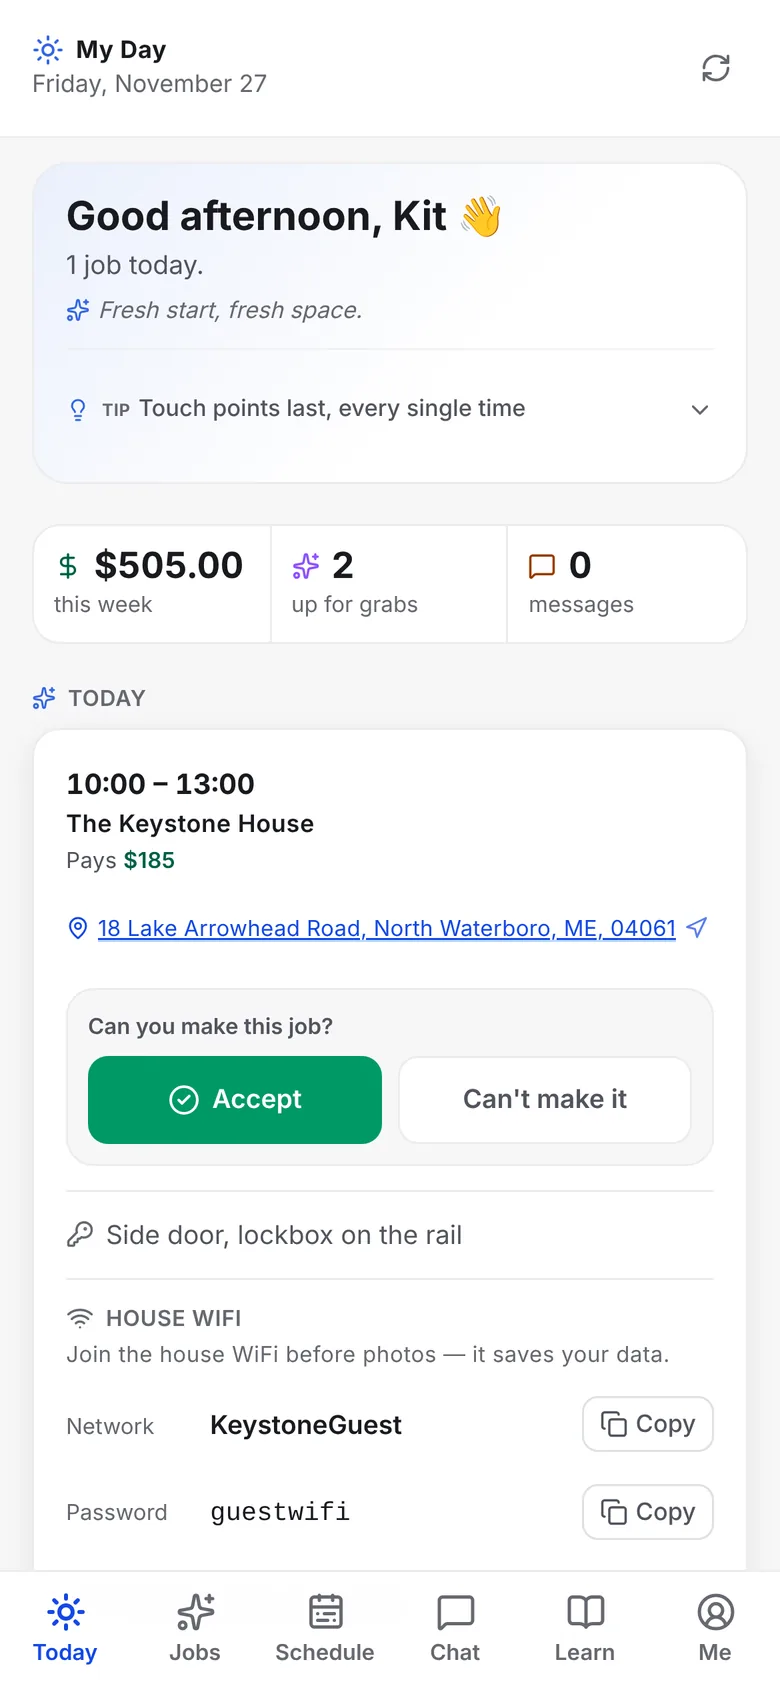 My Day
Friday, November 27
Good afternoon, Kit 👋
1 job today.
Fresh start, fresh space.
TIP Touch points last, every single time
$505.00
this week
2
up for grabs
0
messages
TODAY
10:00 – 13:00
The Keystone House
Pays $185
18 Lake Arrowhead Road, North Waterboro, ME, 04061
Can you make this job?
Accept
Can't make it
Side door, lockbox on the rail
HOUSE WIFI
Join the house WiFi before photos — it saves your data.
Network KeystoneGuest Copy
Password guestwifi Copy
Today Jobs Schedule Chat Learn Me